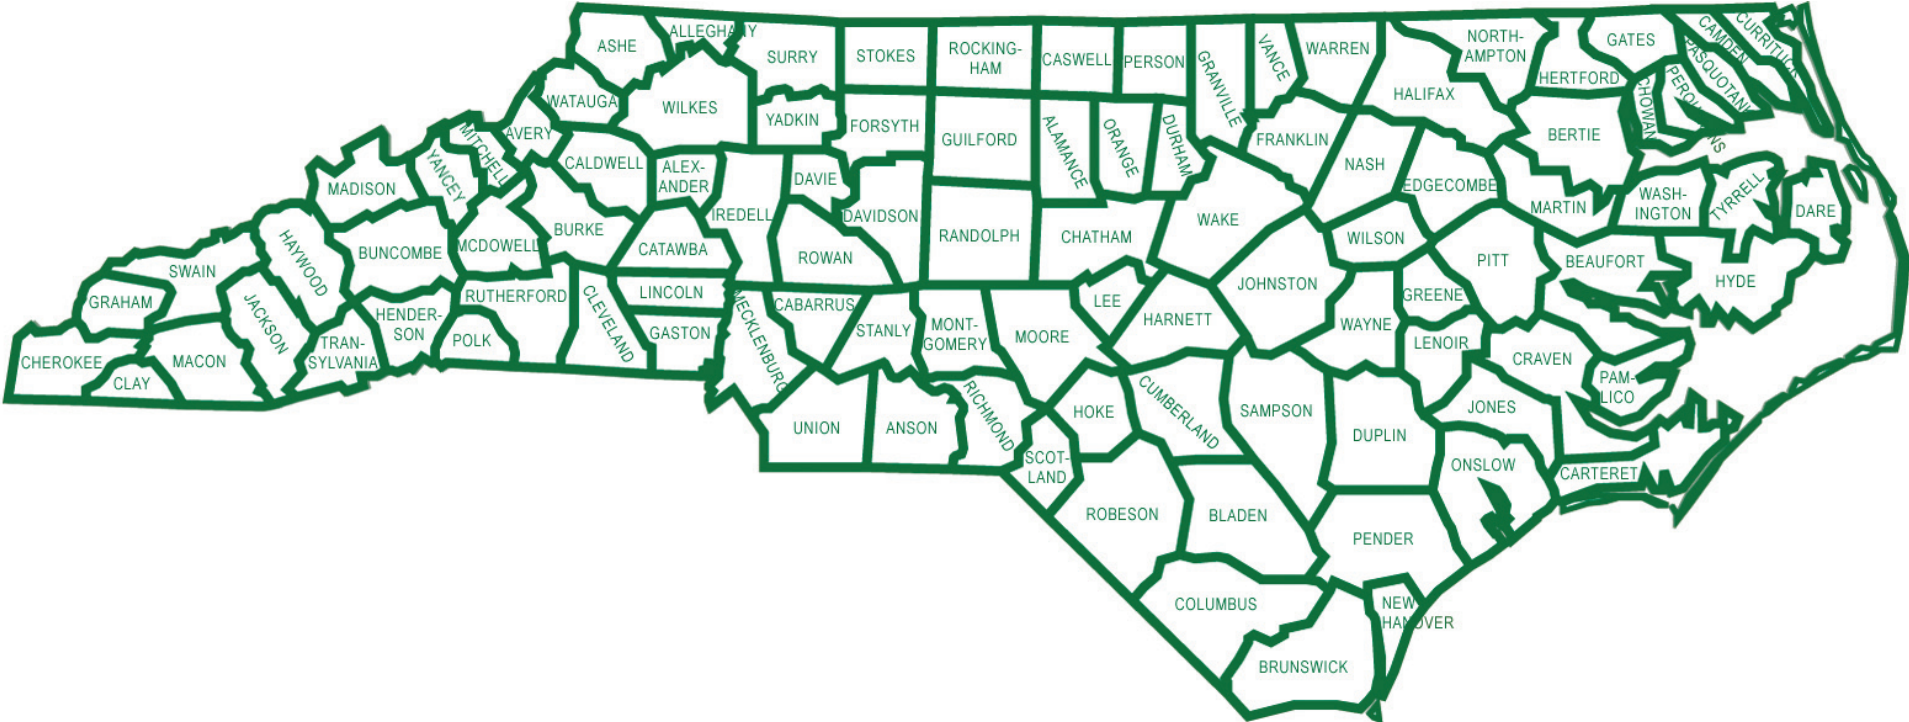 ASHE
ALLEGHANY
SURRY
STOKES
ROCKING-
HAM
CASWELL
PERSON
GRANVILLE
VANCE
WARREN
NORTH-
AMPTON
GATES
CAMDEN
CURRITUCK
PASQUOTANK
HERTFORD
CHOWAN
HALIFAX
WATAUGA
WILKES
YADKIN
FORSYTH
GUILFORD
ALAMANCE
ORANGE
DURHAM
FRANKLIN
BERTIE
MITCHELL
AVERY
CALDWELL
ALEX-
ANDER
NASH
EDGECOMBE
MADISON
YANCEY
DAVIE
IREDELL
DAVIDSON
WAKE
MARTIN
WASH-
INGTON
TYRRELL
DARE
HAYWOOD
BUNCOMBE
MCDOWELL
BURKE
CATAWBA
ROWAN
RANDOLPH
CHATHAM
WILSON
PITT
BEAUFORT
HYDE
SWAIN
GRAHAM
JACKSON
HENDER-
SON
RUTHERFORD
CLEVELAND
LINCOLN
MECKLENBURG
CABARRUS
LEE
JOHNSTON
GREENE
CHEROKEE
CLAY
MACON
TRAN-
SYLVANIA
POLK
GASTON
STANLY
MONT-
GOMERY
MOORE
HARNETT
WAYNE
LENOIR
CRAVEN
PAM-
LICO
UNION
ANSON
RICHMOND
HOKE
CUMBERLAND
SAMPSON
DUPLIN
JONES
SCOT-
LAND
ONSLOW
CARTERET
ROBESON
BLADEN
PENDER
COLUMBUS
NEW
HANOVER
BRUNSWICK